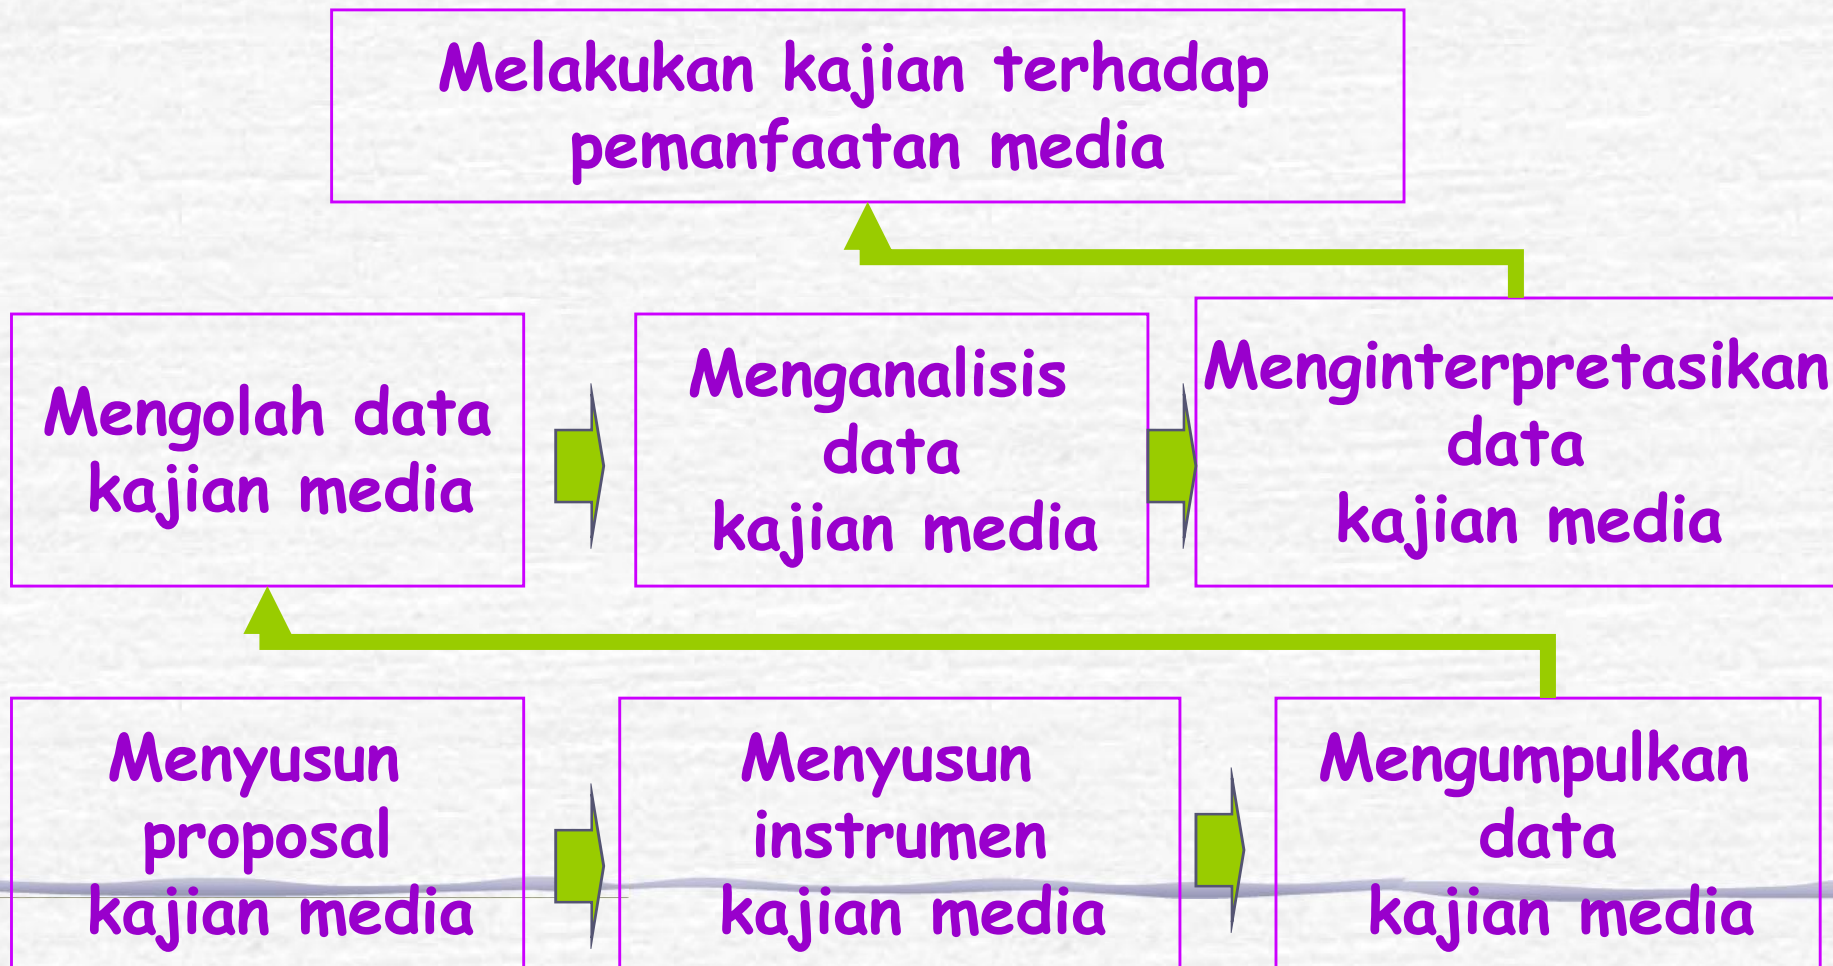 Melakukan kajian terhadap
pemanfaatan media
Mengolah data
kajian media
Menganalisis
data
kajian media
Menginterpretasikan
data
kajian media
Menyusun
proposal
kajian media
Menyusun
instrumen
kajian media
Mengumpulkan
data
kajian media